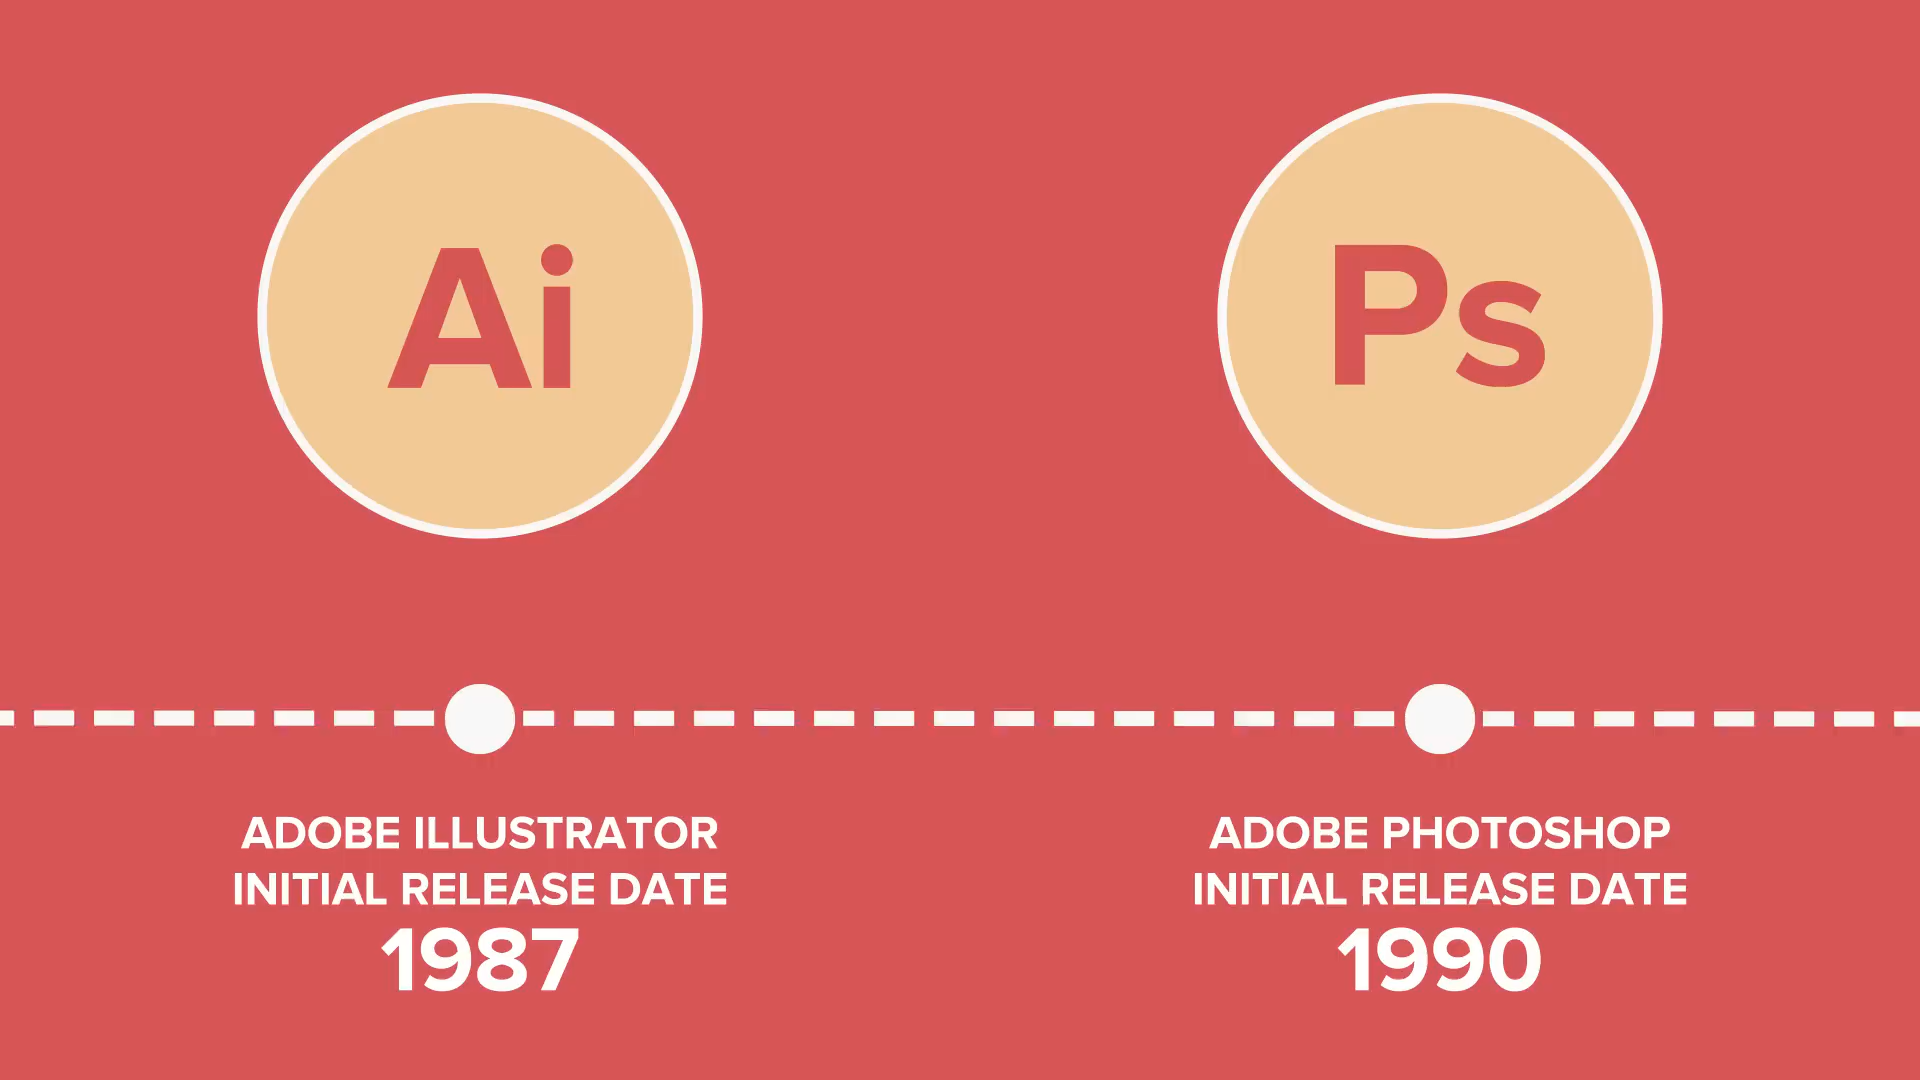 Ai
ADOBE ILLUSTRATOR
INITIAL RELEASE DATE
1987
Ps
ADOBE PHOTOSHOP
INITIAL RELEASE DATE
1990